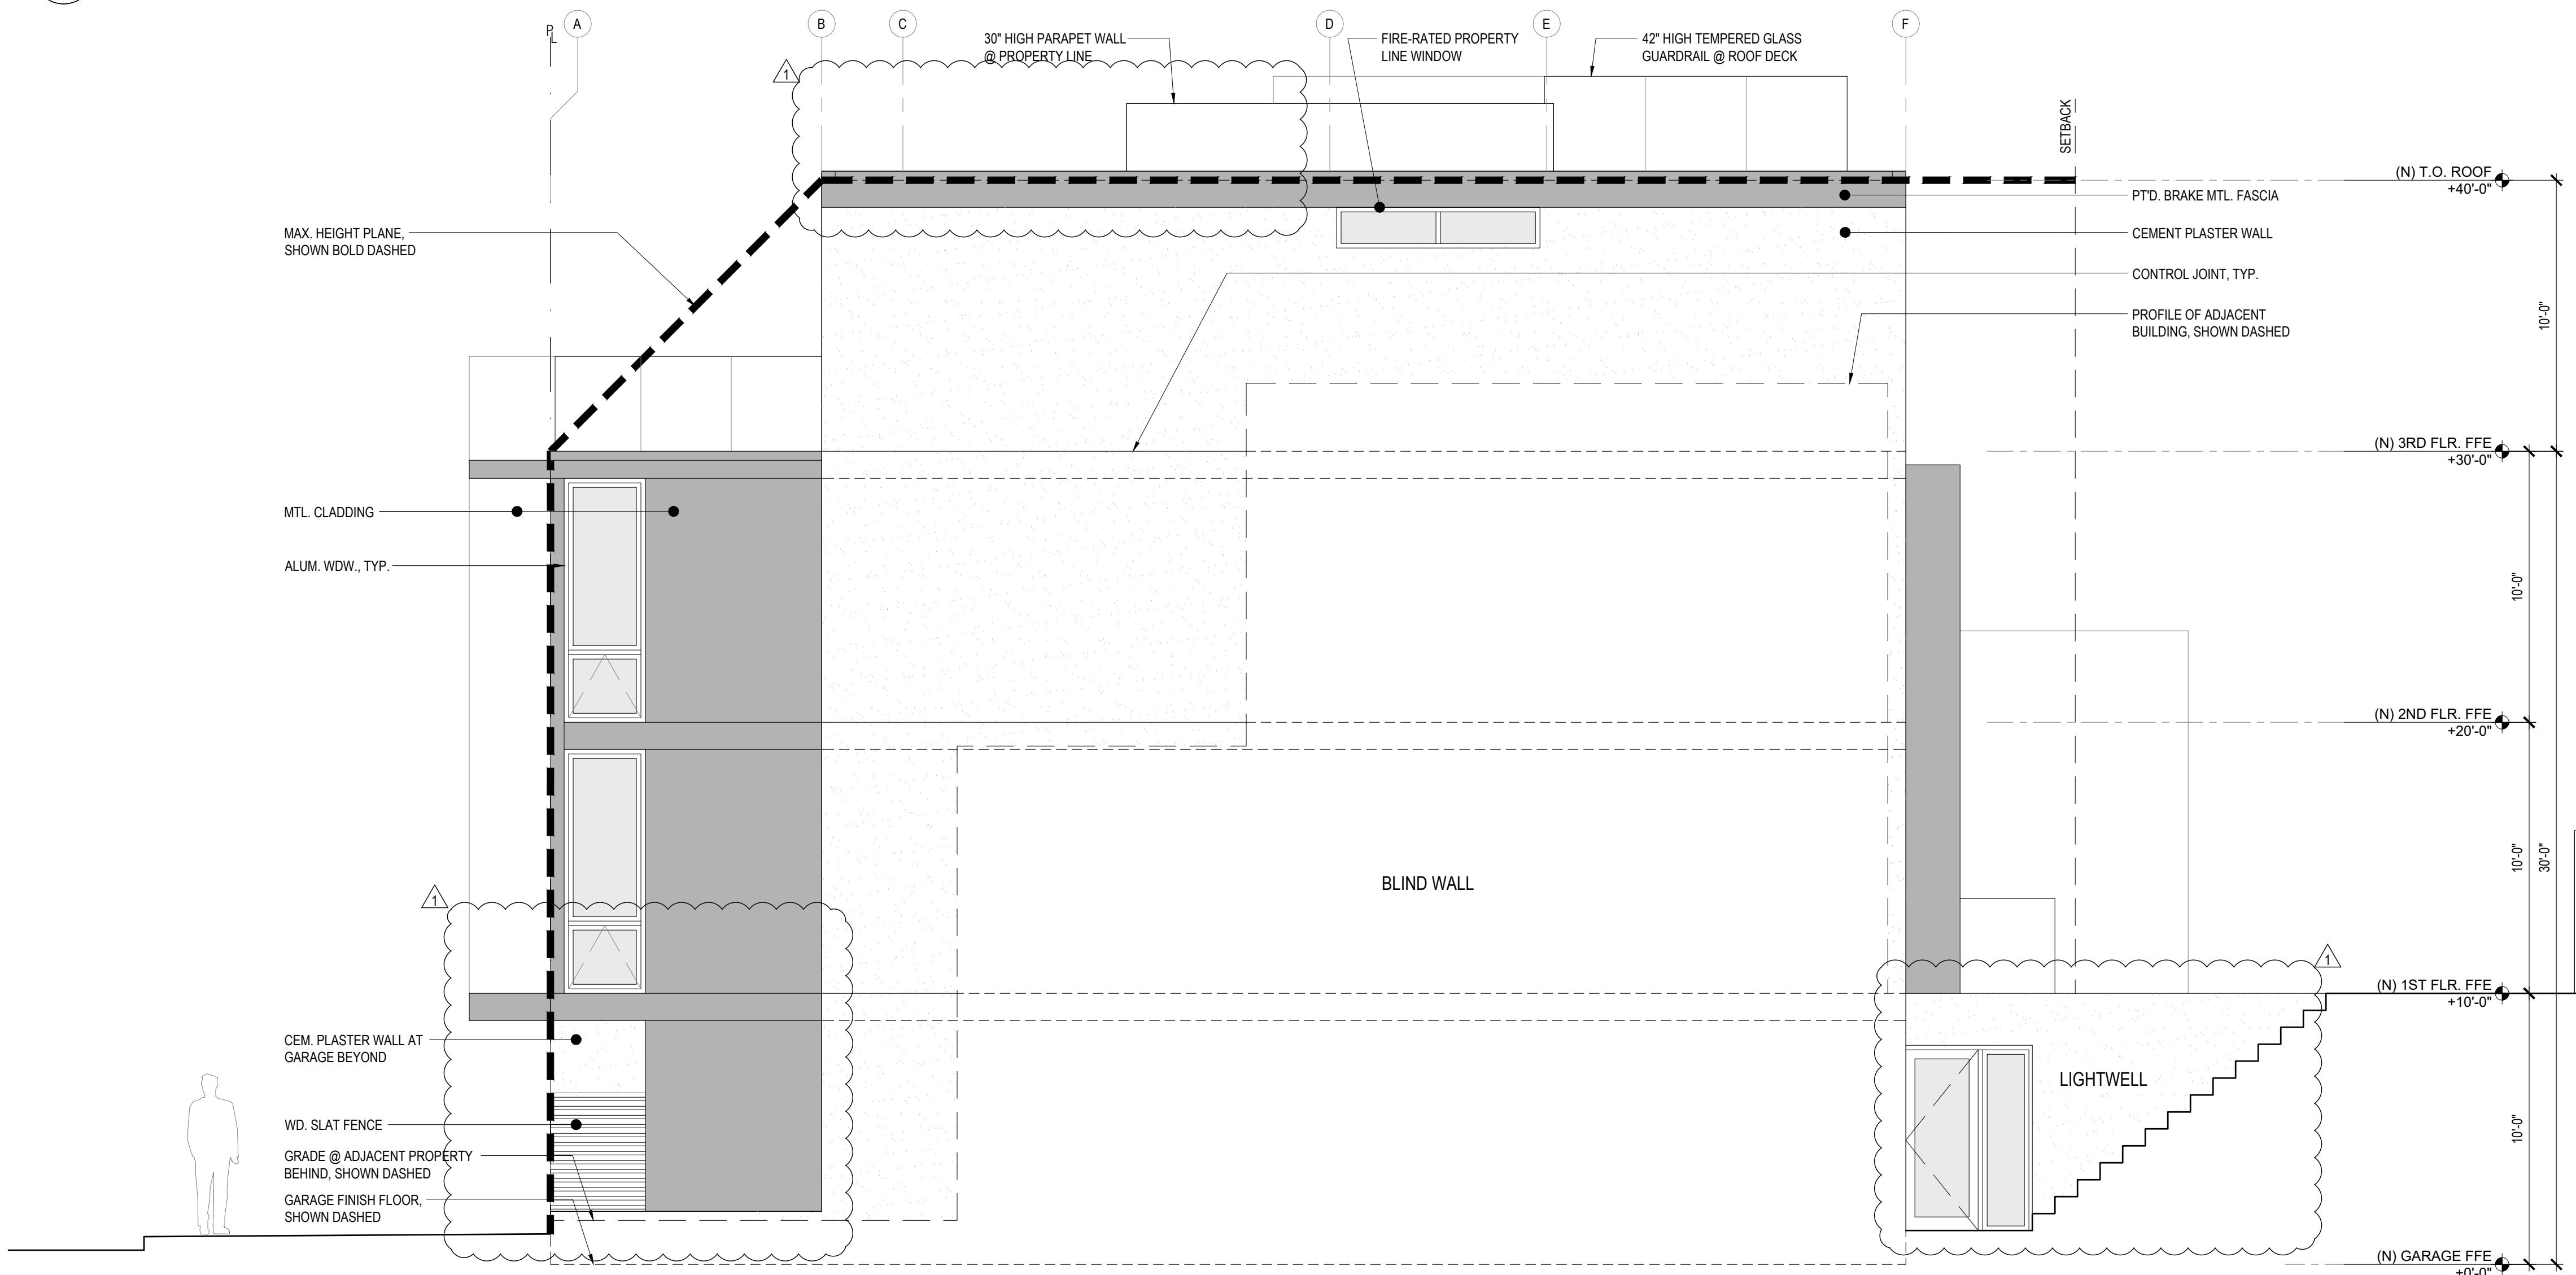 PL
A
B
C
D
E
F
30" HIGH PARAPET WALL
@ PROPERTY LINE
FIRE-RATED PROPERTY
LINE WINDOW
42" HIGH TEMPERED GLASS
GUARDRAIL @ ROOF DECK
1
SETBACK
(N) T.O. ROOF
+40'-0"
PT'D. BRAKE MTL. FASCIA
MAX. HEIGHT PLANE,
SHOWN BOLD DASHED
CEMENT PLASTER WALL
CONTROL JOINT, TYP.
PROFILE OF ADJACENT
BUILDING, SHOWN DASHED
10'-0"
(N) 3RD FLR. FFE
+30'-0"
MTL. CLADDING
ALUM. WDW., TYP.
10'-0"
(N) 2ND FLR. FFE
+20'-0"
BLIND WALL
10'-0"
30'-0"
1
1
(N) 1ST FLR. FFE
+10'-0"
CEM. PLASTER WALL AT
GARAGE BEYOND
LIGHTWELL
WD. SLAT FENCE
10'-0"
GRADE @ ADJACENT PROPERTY
BEHIND, SHOWN DASHED
GARAGE FINISH FLOOR,
SHOWN DASHED
(N) GARAGE FFE
+0'-0"